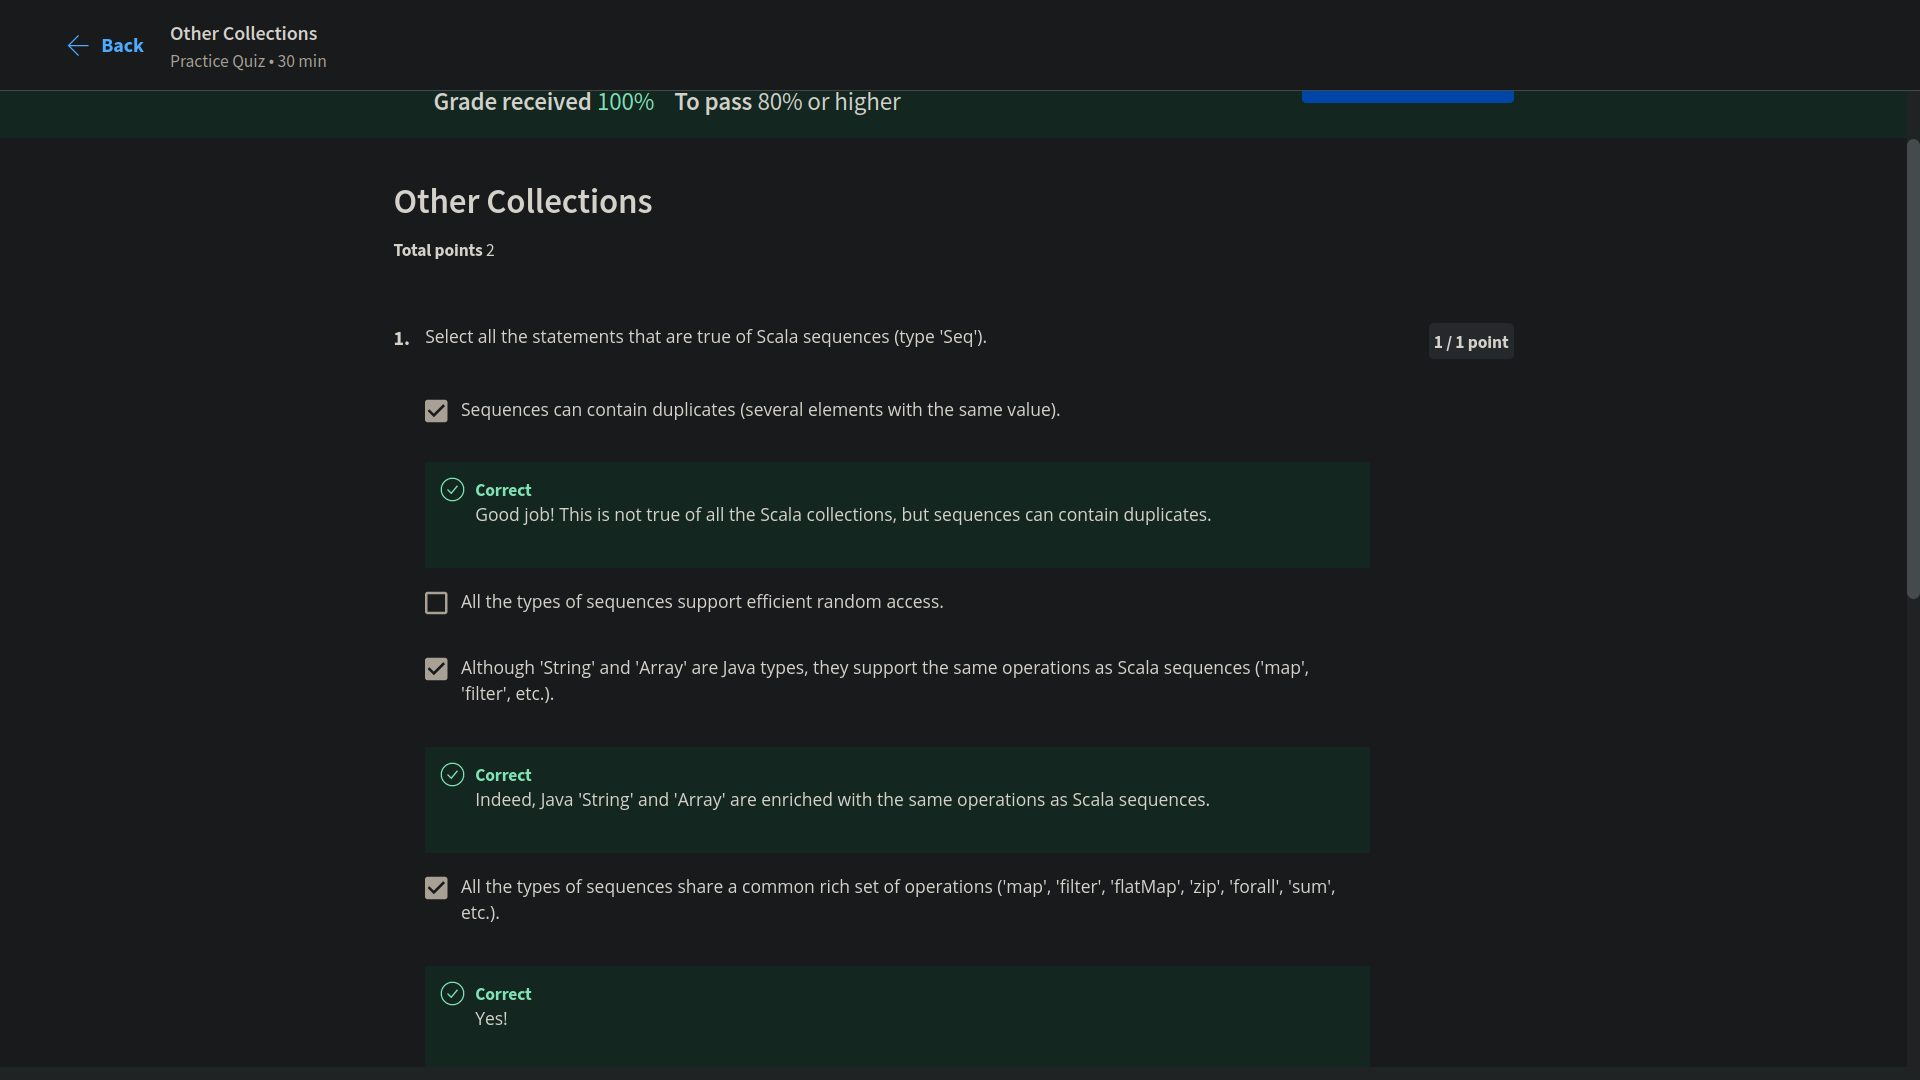 Back
Other Collections
Practice Quiz • 30 min
Grade received 100% To pass 80% or higher
Other Collections
Total points 2
1. Select all the statements that are true of Scala sequences (type 'Seq').
1 / 1 point
Sequences can contain duplicates (several elements with the same value).
Correct
Good job! This is not true of all the Scala collections, but sequences can contain duplicates.
All the types of sequences support efficient random access.
Although 'String' and 'Array' are Java types, they support the same operations as Scala sequences ('map',
'filter', etc.).
Correct
Indeed, Java 'String' and 'Array' are enriched with the same operations as Scala sequences.
All the types of sequences share a common rich set of operations ('map', 'filter', 'flatMap', 'zip', 'forall', 'sum',
etc.).
Correct
Yes!